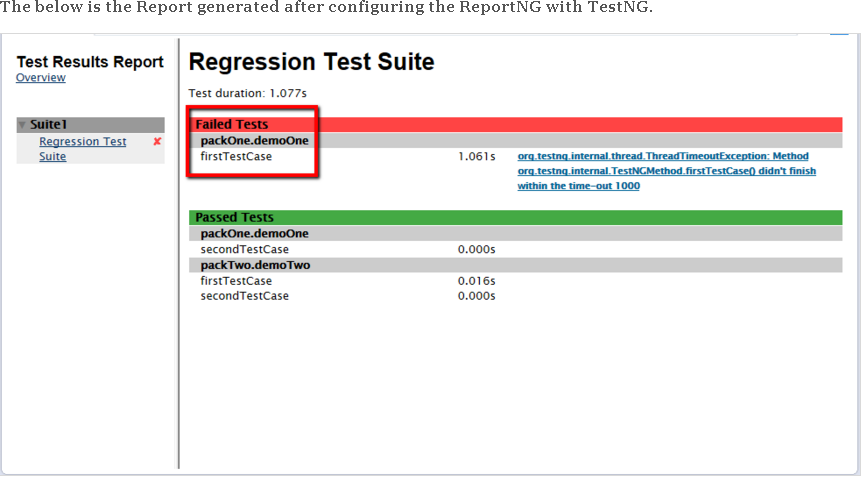 The below is the Report generated after configuring the ReportNG with TestNG.
Test Results Report
Overview
Suite1
Regression Test
Suite
Regression Test Suite
Test duration: 1.077s
Failed Tests
packOne.demoOne
firstTestCase 1.061s org.testng.internal.thread.ThreadTimeoutException: Method
org.testng.internal.TestNGMethod.firstTestCase() didn't finish
within the time-out 1000
Passed Tests
packOne.demoOne
secondTestCase 0.000s
packTwo.demoTwo
firstTestCase 0.016s
secondTestCase 0.000s